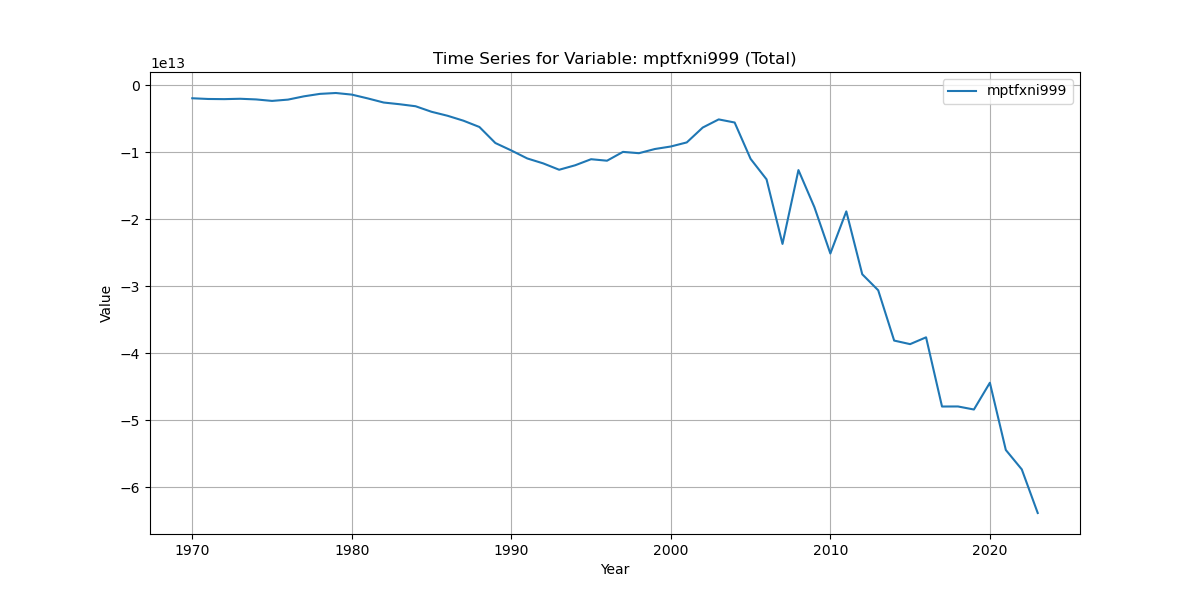 Time Series for Variable: mptfxni999 (Total)
1e13
mptfxni999
0
−1
−2
−3
−4
−5
−6
Value
1970 1980 1990 2000 2010 2020
Year